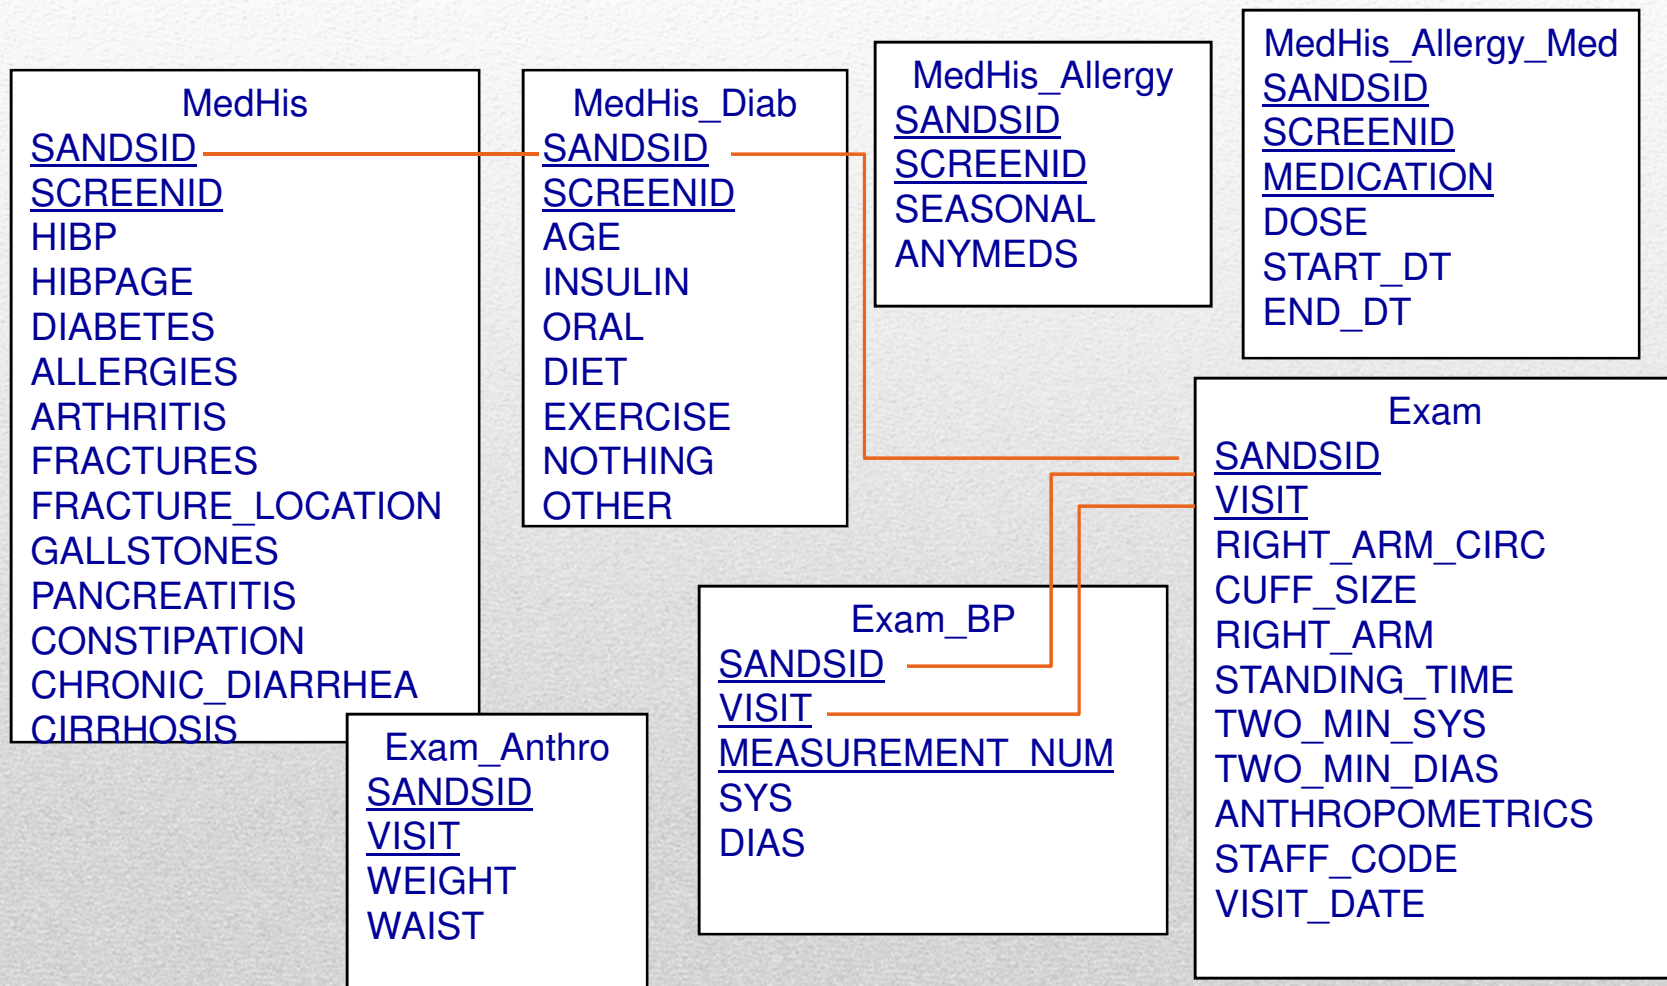 MedHis
SANDSID
SCREENID
HIBP
HIBPAGE
DIABETES
ALLERGIES
ARTHRITIS
FRACTURES
FRACTURE_LOCATION
GALLSTONES
PANCREATITIS
CONSTIPATION
CHRONIC_DIARRHEA
CIRRHOSIS
MedHis_Diab
SANDSID
SCREENID
AGE
INSULIN
ORAL
DIET
EXERCISE
NOTHING
OTHER
MedHis_Allergy
SANDSID
SCREENID
SEASONAL
ANYMEDS
MedHis_Allergy_Med
SANDSID
SCREENID
MEDICATION
DOSE
START_DT
END_DT
Exam
SANDSID
VISIT
RIGHT_ARM_CIRC
CUFF_SIZE
RIGHT_ARM
STANDING_TIME
TWO_MIN_SYS
TWO_MIN_DIAS
ANTHROPOMETRICS
STAFF_CODE
VISIT_DATE
Exam_BP
SANDSID
VISIT
MEASUREMENT_NUM
SYS
DIAS
Exam_Anthro
SANDSID
VISIT
WEIGHT
WAIST